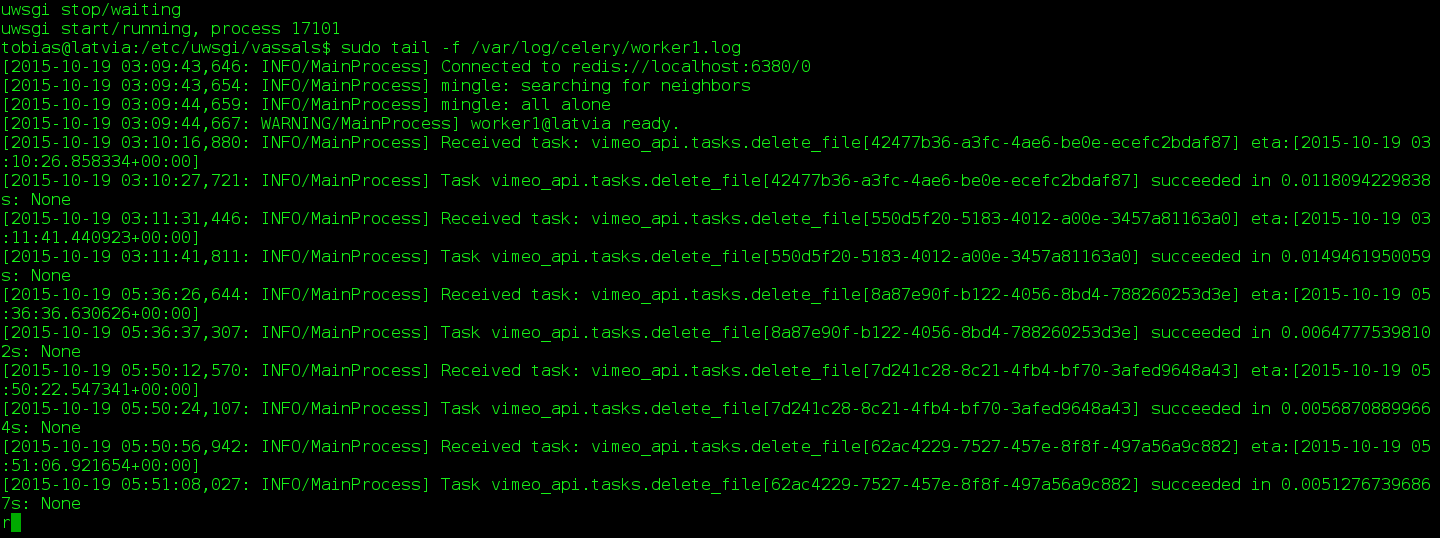 uwsgi stop/waiting
uwsgi start/running, process 17101
tobias@latvia:/etc/uwsgi/vassals$ sudo tail -f /var/log/celery/worker1.log
[2015-10-19 03:09:43,646: INFO/MainProcess] Connected to redis://localhost:6380/0
[2015-10-19 03:09:43,654: INFO/MainProcess] mingle: searching for neighbors
[2015-10-19 03:09:44,659: INFO/MainProcess] mingle: all alone
[2015-10-19 03:09:44,667: WARNING/MainProcess] worker1@latvia ready.
[2015-10-19 03:10:16,880: INFO/MainProcess] Received task: vimeo_api.tasks.delete_file[42477b36-a3fc-4ae6-be0e-ecefc2bdaf87] eta:[2015-10-19 03
:10:26.858334+00:00]
[2015-10-19 03:10:27,721: INFO/MainProcess] Task vimeo_api.tasks.delete_file[42477b36-a3fc-4ae6-be0e-ecefc2bdaf87] succeeded in 0.0118094229838
s: None
[2015-10-19 03:11:31,446: INFO/MainProcess] Received task: vimeo_api.tasks.delete_file[550d5f20-5183-4012-a00e-3457a81163a0] eta:[2015-10-19 03
:11:41.440923+00:00]
[2015-10-19 03:11:41,811: INFO/MainProcess] Task vimeo_api.tasks.delete_file[550d5f20-5183-4012-a00e-3457a81163a0] succeeded in 0.0149461950059
s: None
[2015-10-19 05:36:26,644: INFO/MainProcess] Received task: vimeo_api.tasks.delete_file[8a87e90f-b122-4056-8bd4-788260253d3e] eta:[2015-10-19 05
:36:36.630626+00:00]
[2015-10-19 05:36:37,307: INFO/MainProcess] Task vimeo_api.tasks.delete_file[8a87e90f-b122-4056-8bd4-788260253d3e] succeeded in 0.0064777539810
2s: None
[2015-10-19 05:50:12,570: INFO/MainProcess] Received task: vimeo_api.tasks.delete_file[7d241c28-8c21-4fb4-bf70-3afed9648a43] eta:[2015-10-19 05
:50:22.547341+00:00]
[2015-10-19 05:50:24,107: INFO/MainProcess] Task vimeo_api.tasks.delete_file[7d241c28-8c21-4fb4-bf70-3afed9648a43] succeeded in 0.0056870889966
4s: None
[2015-10-19 05:50:56,942: INFO/MainProcess] Received task: vimeo_api.tasks.delete_file[62ac4229-7527-457e-8f8f-497a56a9c882] eta:[2015-10-19 05
:51:06.921654+00:00]
[2015-10-19 05:51:08,027: INFO/MainProcess] Task vimeo_api.tasks.delete_file[62ac4229-7527-457e-8f8f-497a56a9c882] succeeded in 0.0051276739686
7s: None
r